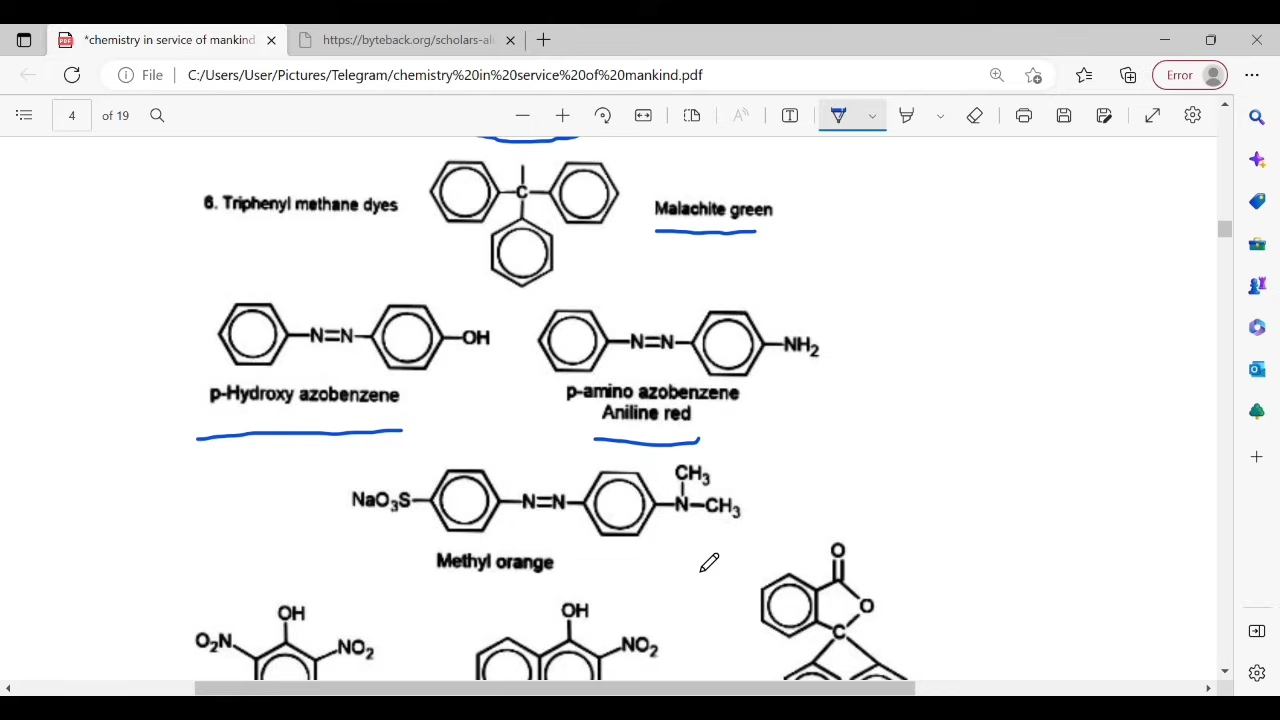 *chemistry in service of mankind
https://byteback.org/scholars-al
File
C:/Users/User/Pictures/Telegram/chemistry%20in%20service%20of%20mankind.pdf
Error
4 of 19
6. Triphenyl methane dyes
C
Malachite green
N=N
OH
N=N
NH2
p-Hydroxy azobenzene
p-amino azobenzene
Aniline red
CH3
NaO3S
N=N
N-CH3
Methyl orange
O
O
C
OH
O2N
NO2
OH
NO2